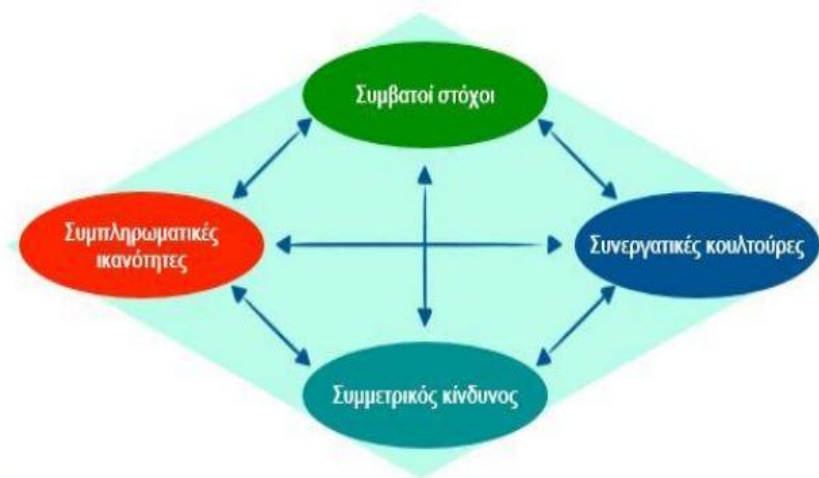 Συμβατοί στόχοι
Συμπληρωματικές
ικανότητες
Συνεργατικές κουλτούρες
Συμμετρικός κίνδυνος